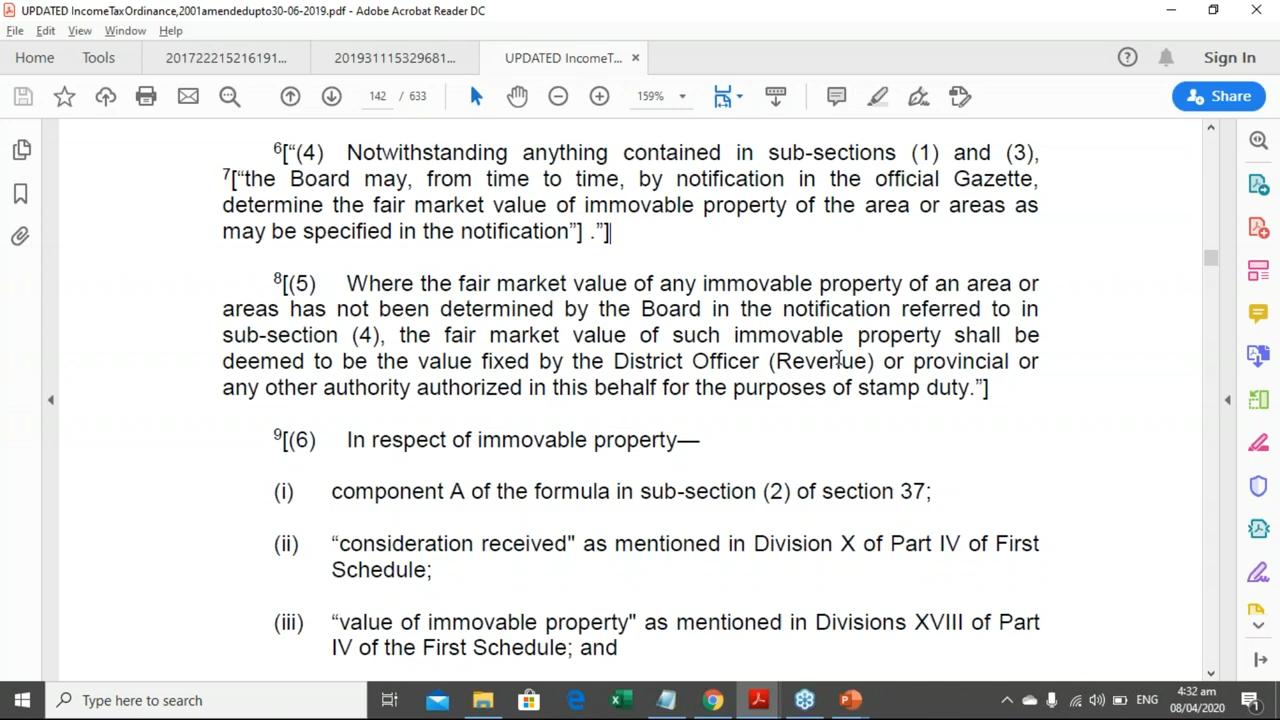 UPDATED IncomeTaxOrdinance,2001amendedupto30-06-2019.pdf - Adobe Acrobat Reader DC
File Edit View Window Help
Home Tools 201722215216191... 201931115329681... UPDATED IncomeT... ×
Sign In
142 / 633 159% Share
6[“(4) Notwithstanding anything contained in sub-sections (1) and (3),
7[“the Board may, from time to time, by notification in the official Gazette,
determine the fair market value of immovable property of the area or areas as
may be specified in the notification”] .”]
8[(5) Where the fair market value of any immovable property of an area or
areas has not been determined by the Board in the notification referred to in
sub-section (4), the fair market value of such immovable property shall be
deemed to be the value fixed by the District Officer (Revenue) or provincial or
any other authority authorized in this behalf for the purposes of stamp duty.”]
9[(6) In respect of immovable property—
(i) component A of the formula in sub-section (2) of section 37;
(ii) “consideration received" as mentioned in Division X of Part IV of First
Schedule;
(iii) “value of immovable property" as mentioned in Divisions XVIII of Part
IV of the First Schedule; and
Type here to search
ENG
4:32 am
08/04/2020